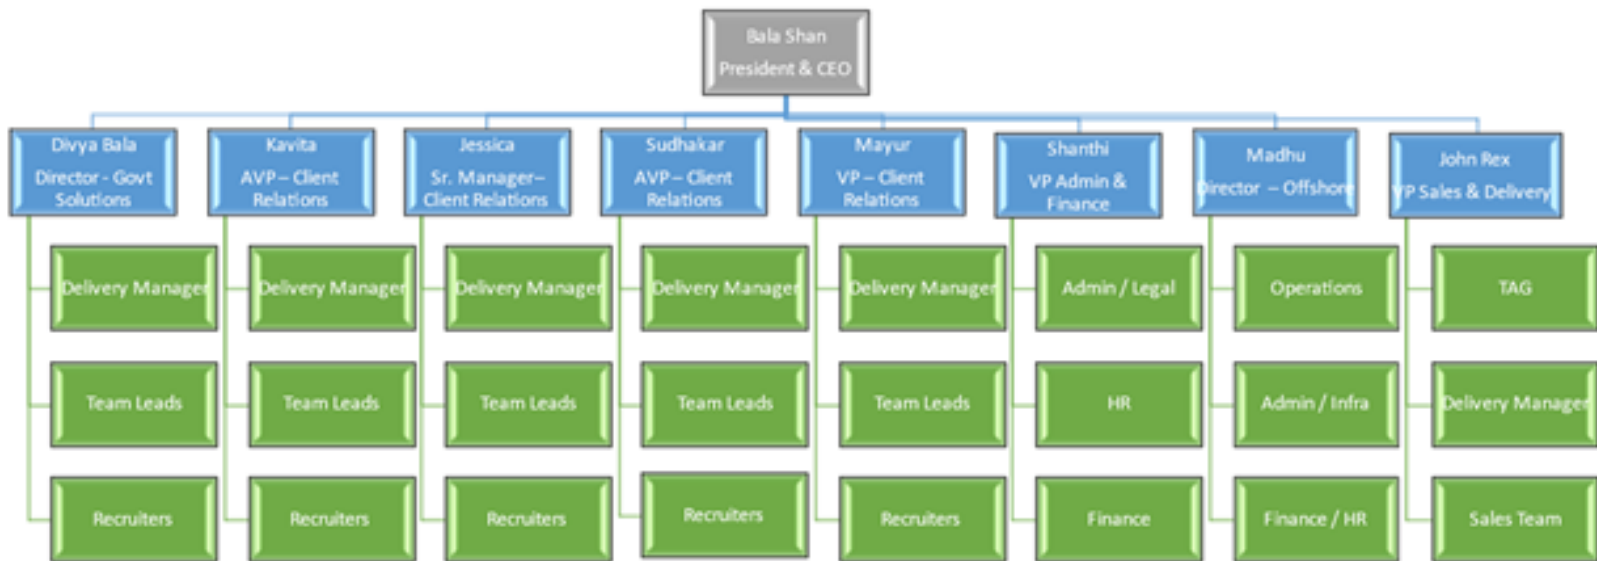 Bala Shan
President & CEO
Divya Bala
Director - Govt
Solutions
Kavita
AVP – Client
Relations
Jessica
Sr. Manager–
Client Relations
Sudhakar
AVP – Client
Relations
Mayur
VP – Client
Relations
Shanthi
VP Admin &
Finance
Madhu
Director – Offshore
John Rex
VP Sales & Delivery
Delivery Manager
Delivery Manager
Delivery Manager
Delivery Manager
Delivery Manager
Admin / Legal
Operations
TAG
Team Leads
Team Leads
Team Leads
Team Leads
Team Leads
HR
Admin / Infra
Delivery Manager
Recruiters
Recruiters
Recruiters
Recruiters
Recruiters
Finance
Finance / HR
Sales Team